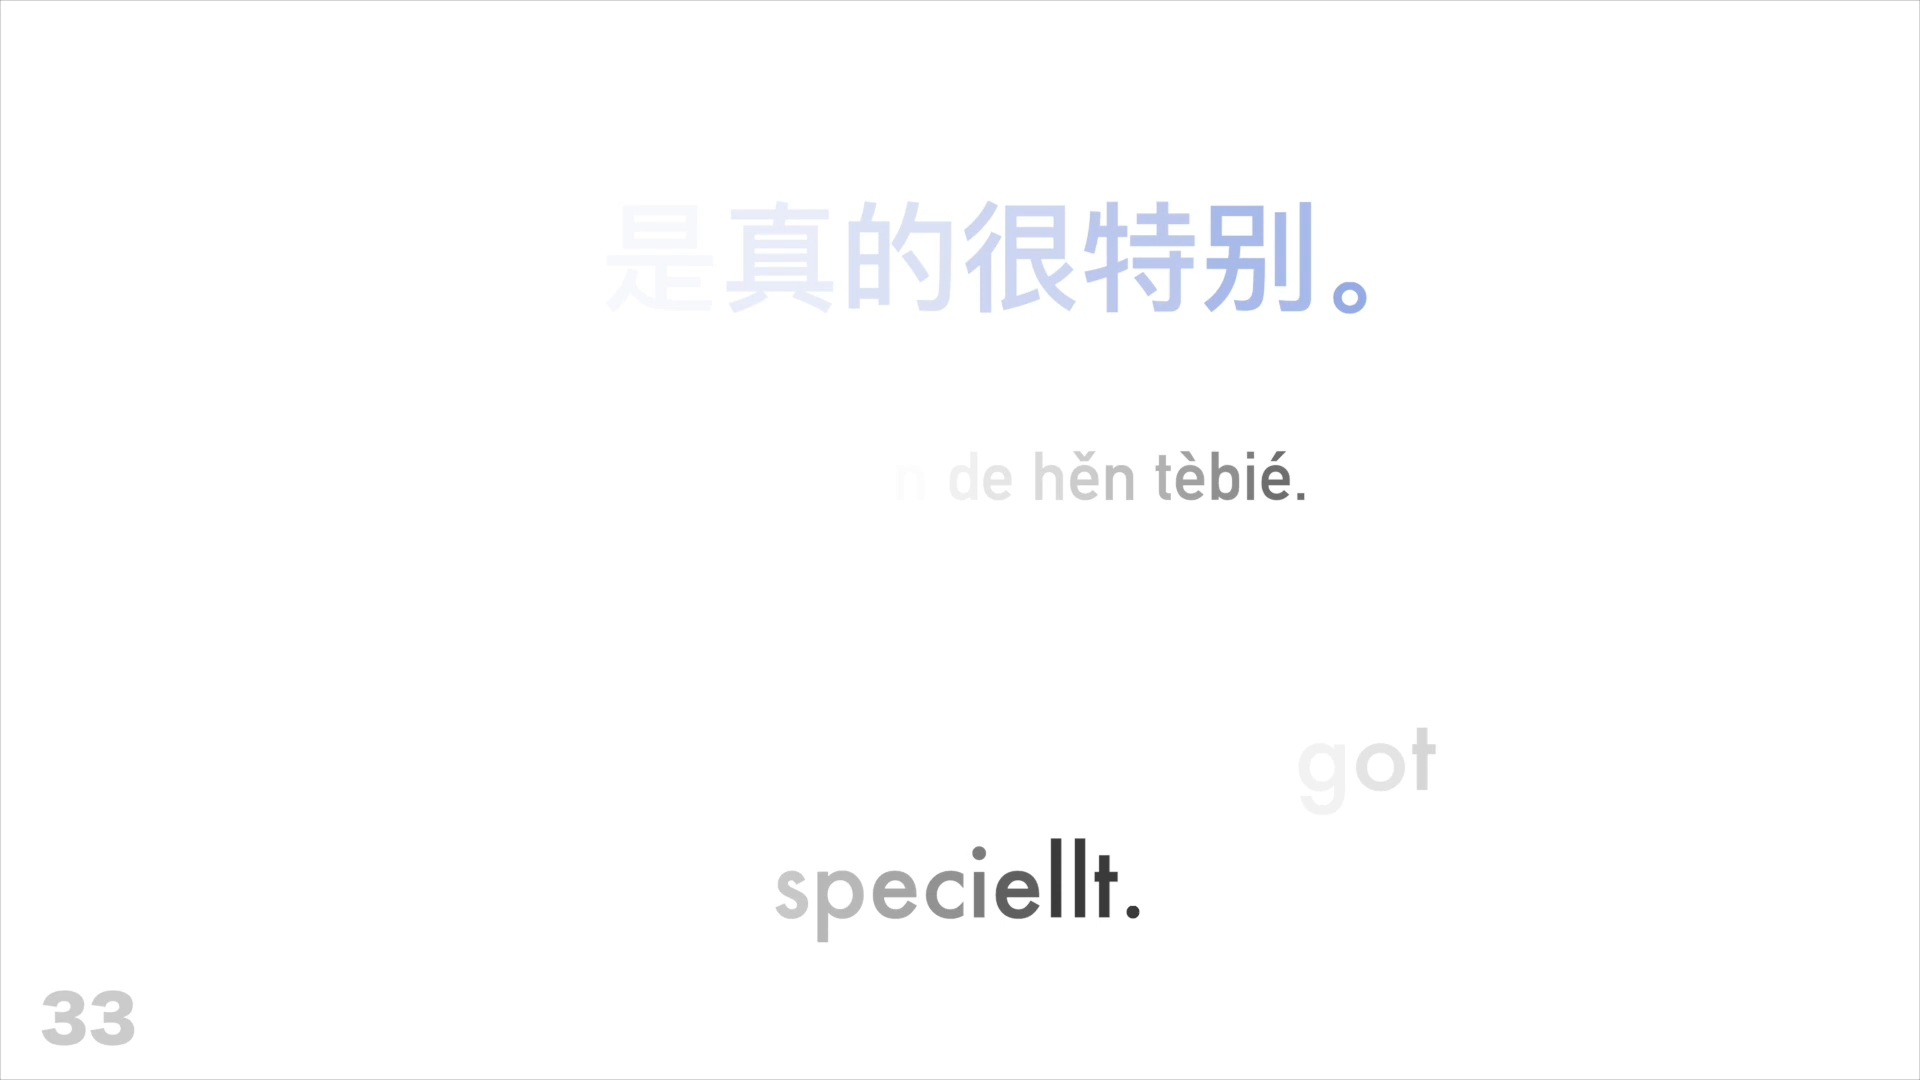 是真的很特别。
n de hěn tèbié.
got
speciellt.
33